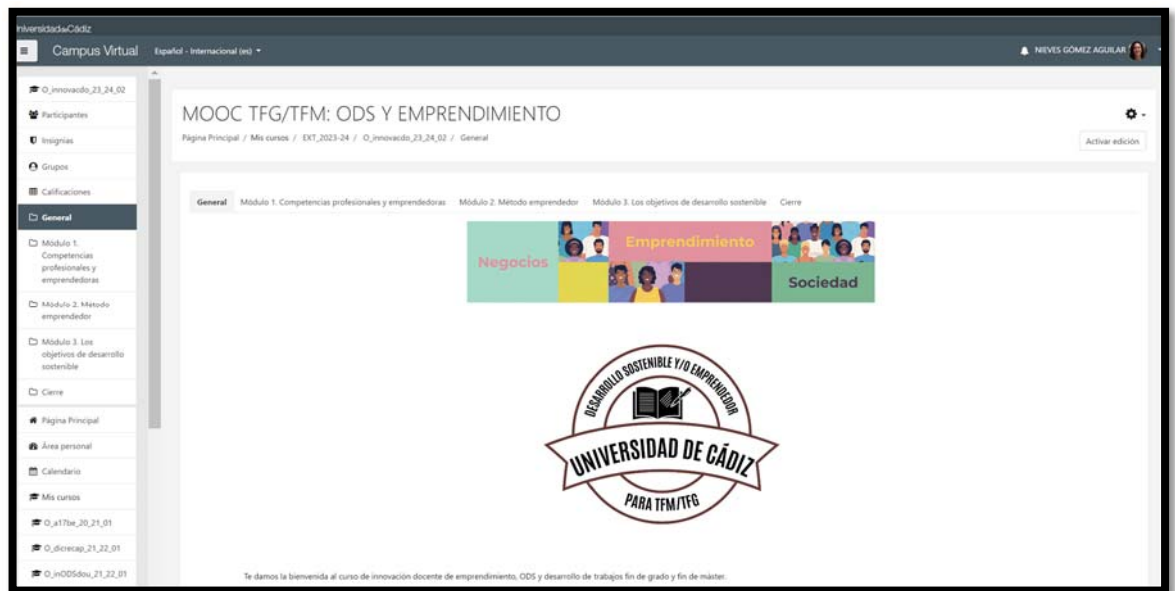 Universidad de Cádiz
Campus Virtual Español - Internacional (es) NIEVES GÓMEZ AGUILAR
O_innovacdo_23_24_02
Participantes
Insignias
Grupos
Calificaciones
General
Módulo 1.
Competencias
profesionales y
emprendedoras
Módulo 2. Método
emprendedor
Módulo 3. Los
objetivos de desarrollo
sostenible
Cierre
Página Principal
Área personal
Calendario
Mis cursos
O_a17be_20_21_01
O_dicrecap_21_22_01
O_inODSdou_21_22_01
MOOC TFG/TFM: ODS Y EMPRENDIMIENTO
Página Principal / Mis cursos / EXT_2023-24 / O_innovacdo_23_24_02 / General
Activar edición
General Módulo 1. Competencias profesionales y emprendedoras Módulo 2. Método emprendedor Módulo 3. Los objetivos de desarrollo sostenible Cierre
Emprendimiento
Negocios
Sociedad
DESARROLLO SOSTENIBLE Y/O EMPRENDEDOR
UNIVERSIDAD DE CÁDIZ
PARA TFM/TFG
Te damos la bienvenida al curso de innovación docente de emprendimiento, ODS y desarrollo de trabajos fin de grado y fin de máster.